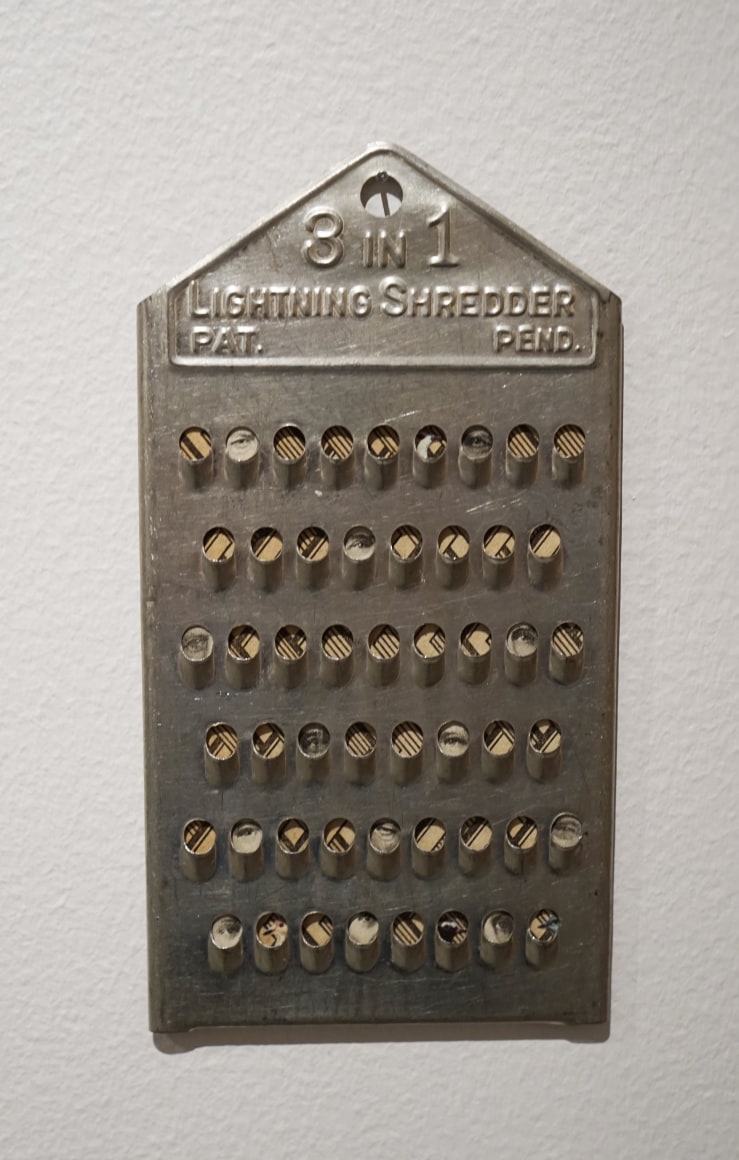 3 IN 1
LIGHTNING SHREDDER
PAT. PEND.